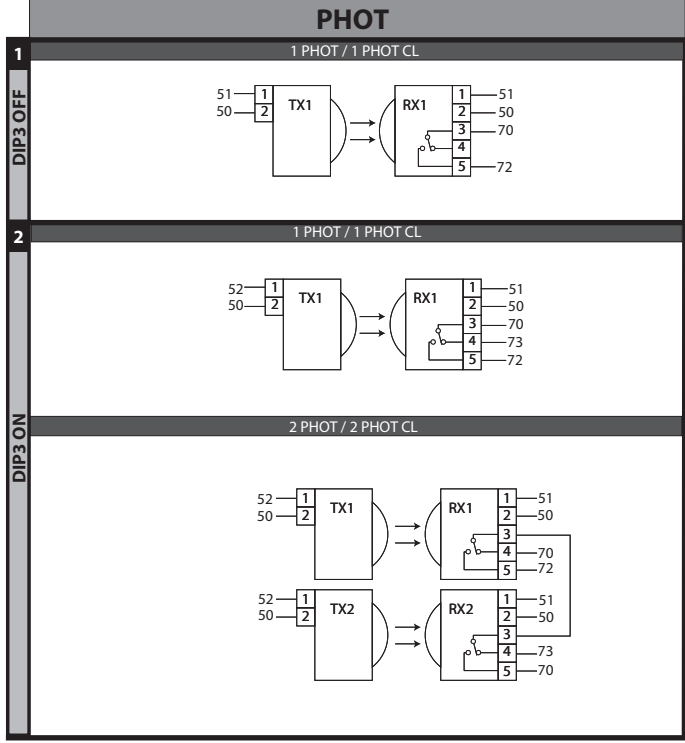 PHOT
1
1 PHOT / 1 PHOT CL
DIP3 OFF
51 1 TX1 RX1 1 51
50 2 2 50
3 70
4
5 72
2
1 PHOT / 1 PHOT CL
DIP3 ON
52 1 TX1 RX1 1 51
50 2 2 50
3 70
4 73
5 72
2 PHOT / 2 PHOT CL
52 1 TX1 RX1 1 51
50 2 2 50
3
4 70
5 72
52 1 TX2 RX2 1 51
50 2 2 50
3
4 73
5 70